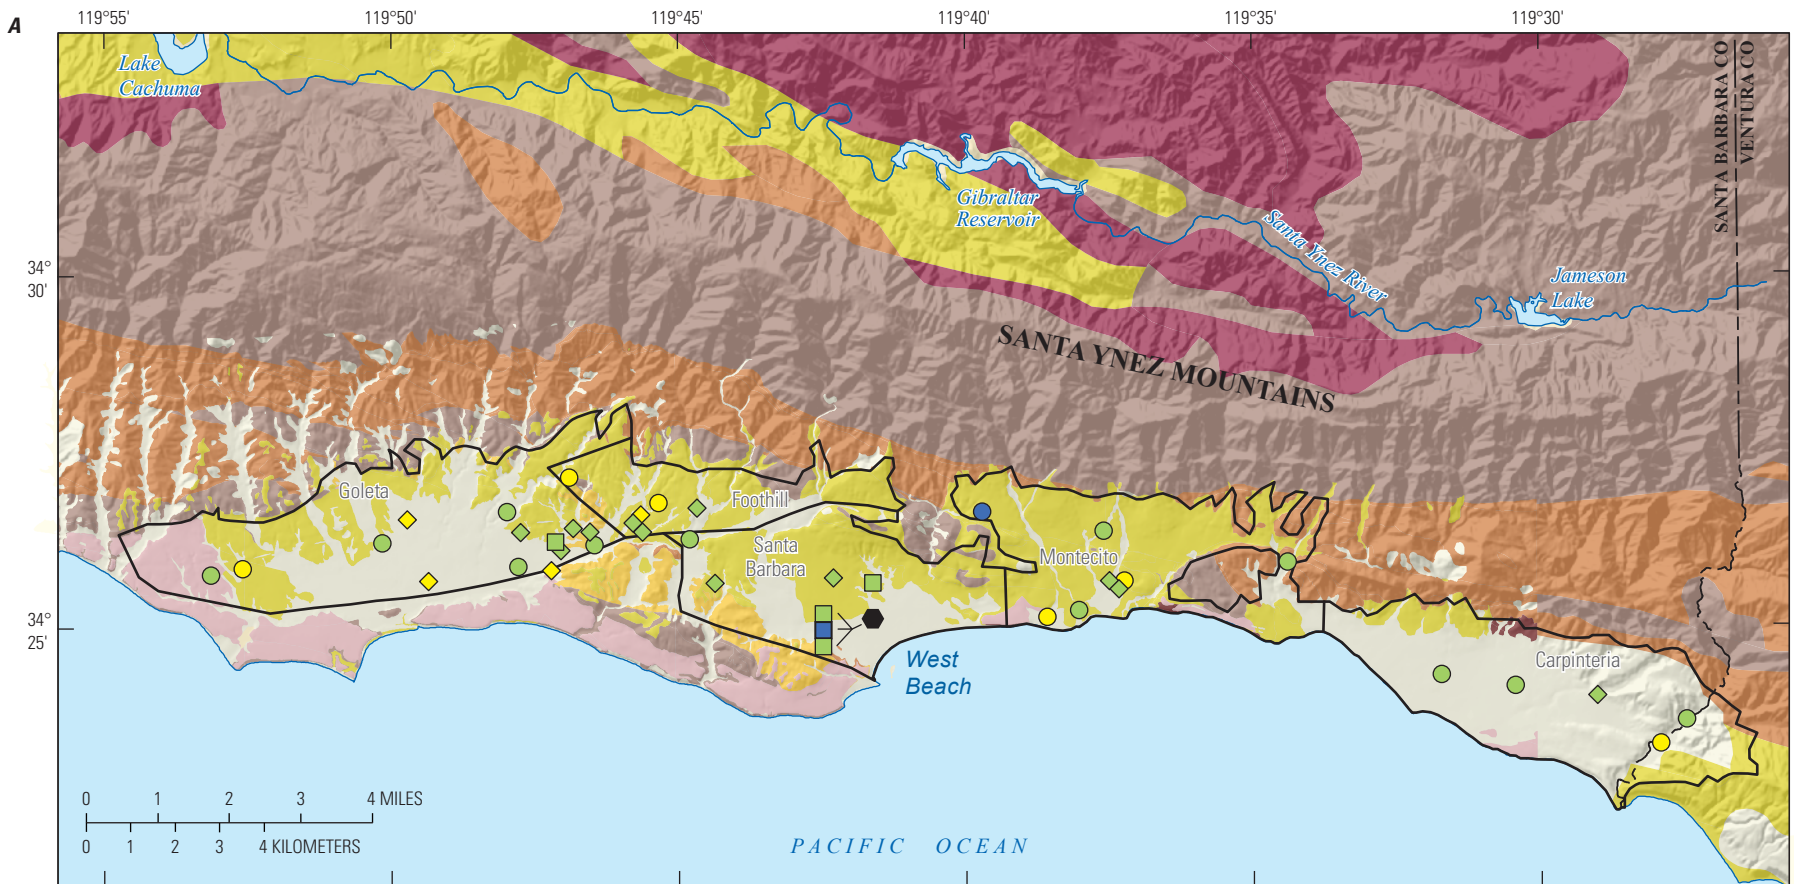 A
119°55'
119°50'
119°45'
119°40'
119°35'
119°30'
Lake
Cachuma
SANTA BARBARA CO
VENTURA CO
Gibraltar
Reservoir
Santa Ynez River
34°
30'
Jameson
Lake
SANTA YNEZ MOUNTAINS
Goleta
Foothill
Santa
Barbara
Montecito
34°
25'
West
Beach
Carpinteria
0 1 2 3 4 MILES
0 1 2 3 4 KILOMETERS
PACIFIC OCEAN